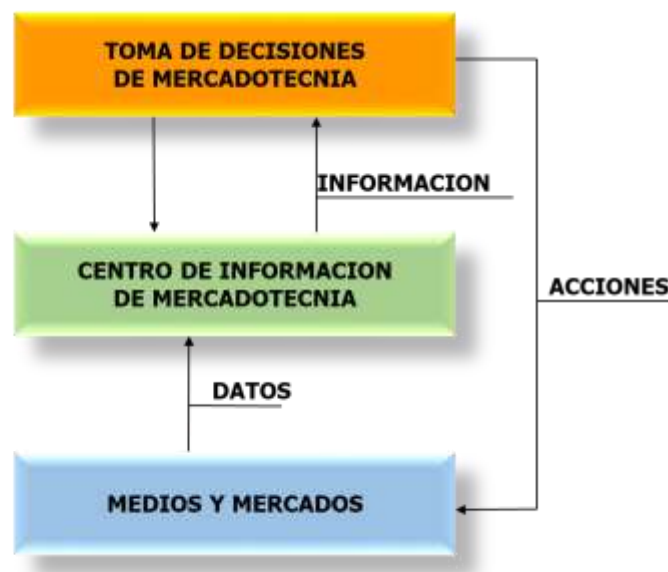 TOMA DE DECISIONES
DE MERCADOTECNIA
INFORMACION
CENTRO DE INFORMACION
DE MERCADOTECNIA
ACCIONES
DATOS
MEDIOS Y MERCADOS